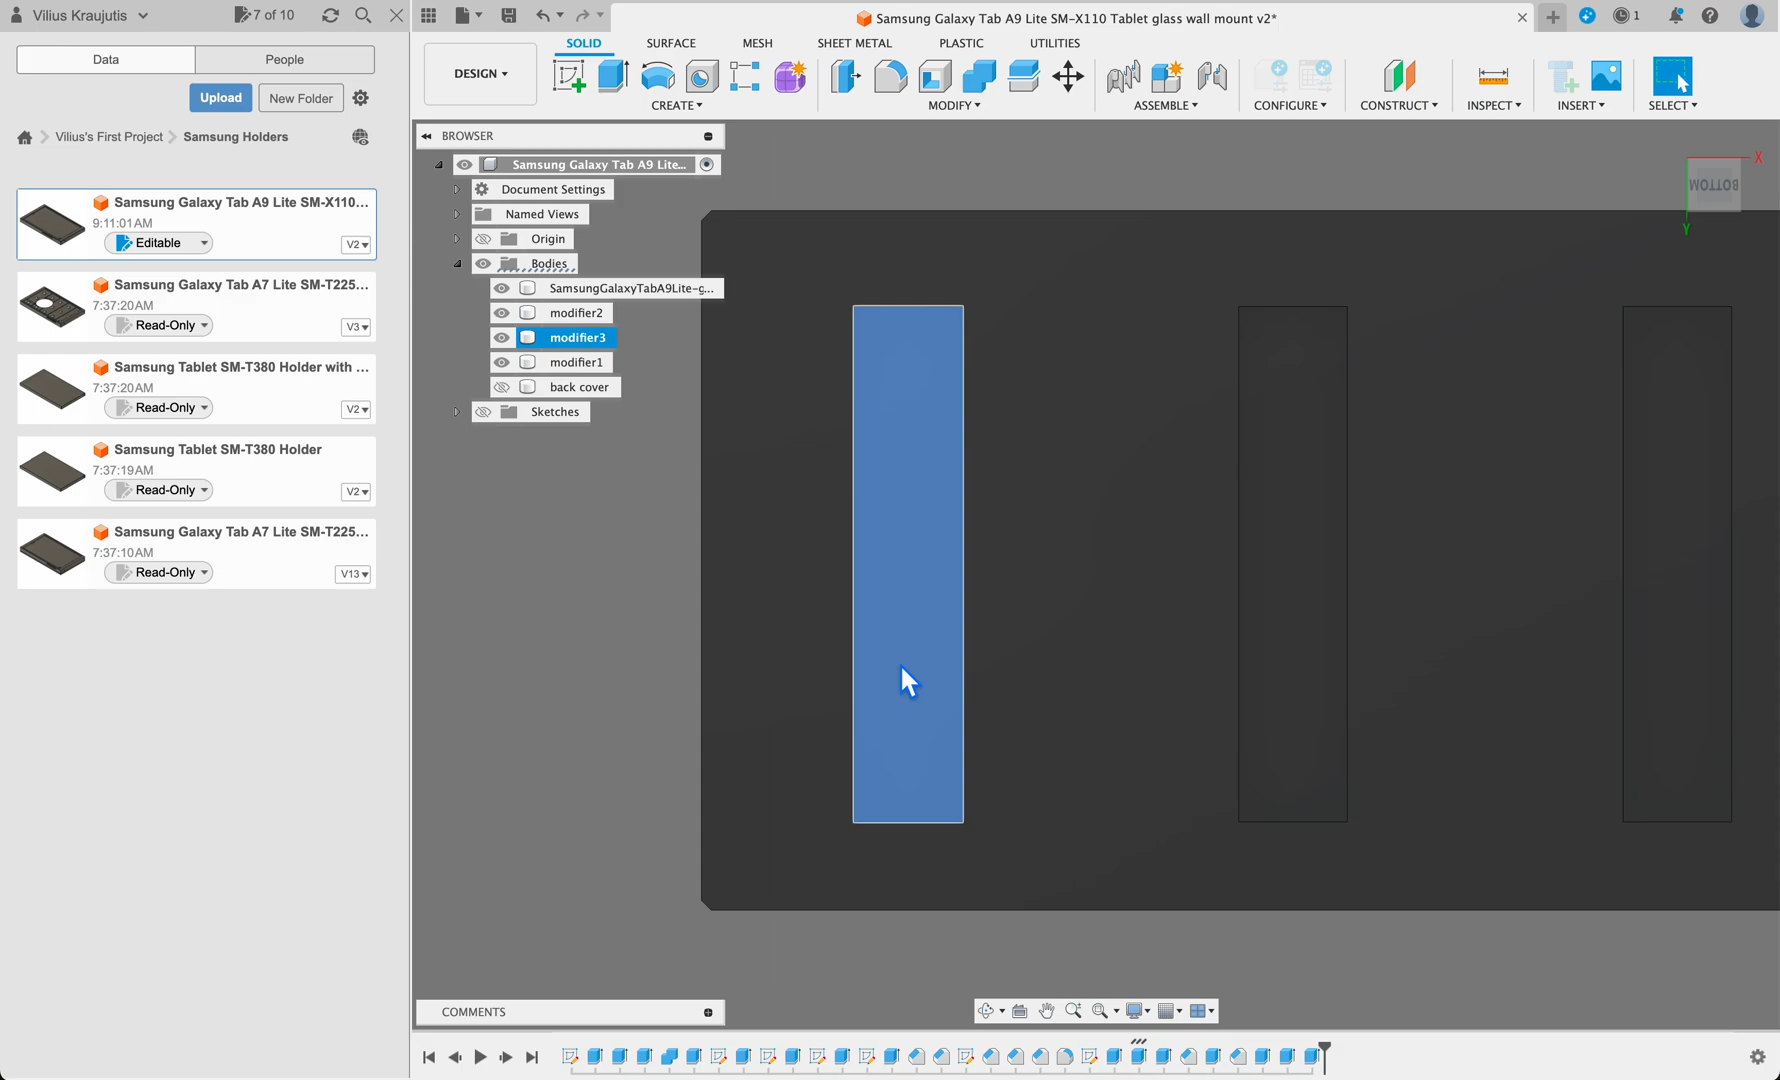 Vilius Kraujutis
7 of 10
Samsung Galaxy Tab A9 Lite SM-X110 Tablet glass wall mount v2*
1
Data
People
Upload
New Folder
Vilius's First Project
Samsung Holders
Samsung Galaxy Tab A9 Lite SM-X110...
9:11:01 AM
Editable
V2
Samsung Galaxy Tab A7 Lite SM-T225...
7:37:20 AM
Read-Only
V3
Samsung Tablet SM-T380 Holder with ...
7:37:20 AM
Read-Only
V2
Samsung Tablet SM-T380 Holder
7:37:19 AM
Read-Only
V2
Samsung Galaxy Tab A7 Lite SM-T225...
7:37:10 AM
Read-Only
V13
DESIGN
SOLID
SURFACE
MESH
SHEET METAL
PLASTIC
UTILITIES
CREATE
MODIFY
ASSEMBLE
CONFIGURE
CONSTRUCT
INSPECT
INSERT
SELECT
BROWSER
Samsung Galaxy Tab A9 Lite...
Document Settings
Named Views
Origin
Bodies
SamsungGalaxyTabA9Lite-g...
modifier2
modifier3
modifier1
back cover
Sketches
X
BOTTOM
Y
COMMENTS